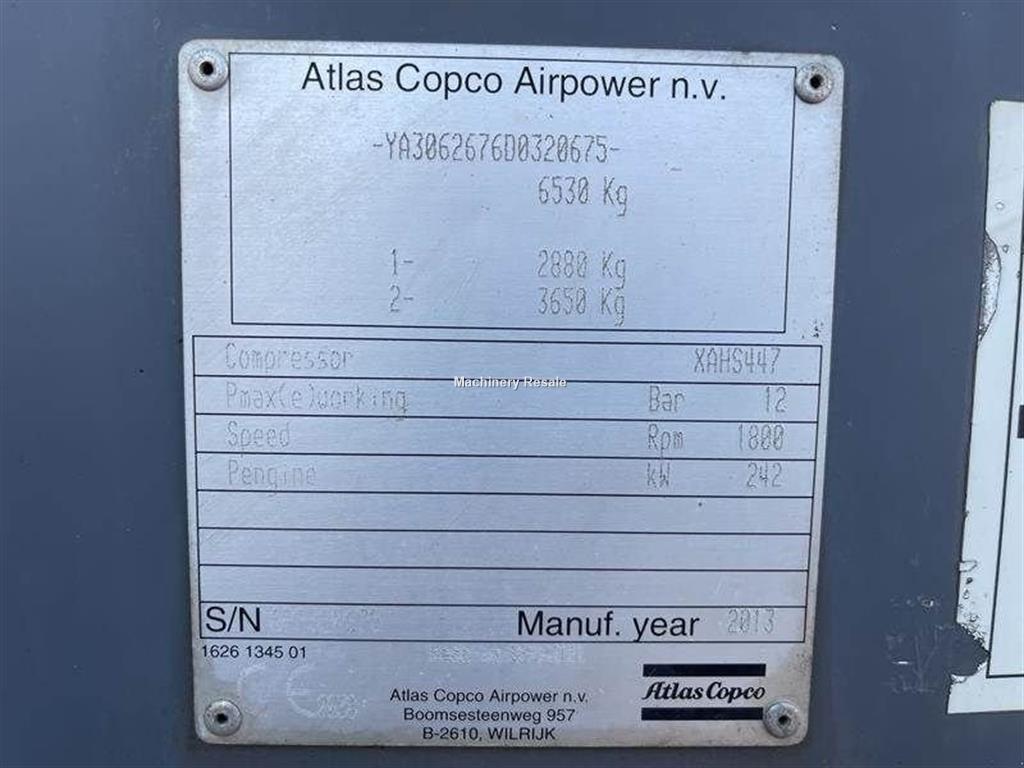 Atlas Copco Airpower n.v.
-YA3062676D0320675-
6530 Kg
1- 2880 Kg
2- 3650 Kg
Compressor XAHS447
Machinery Resale
Pmax(e)working Bar 12
Speed Rpm 1800
Pengine kW 242
S/N Manuf. year 2013
1626 1345 01
CE
Atlas Copco Airpower n.v.
Boomsesteenweg 957
B-2610, WILRIJK
Atlas Copco